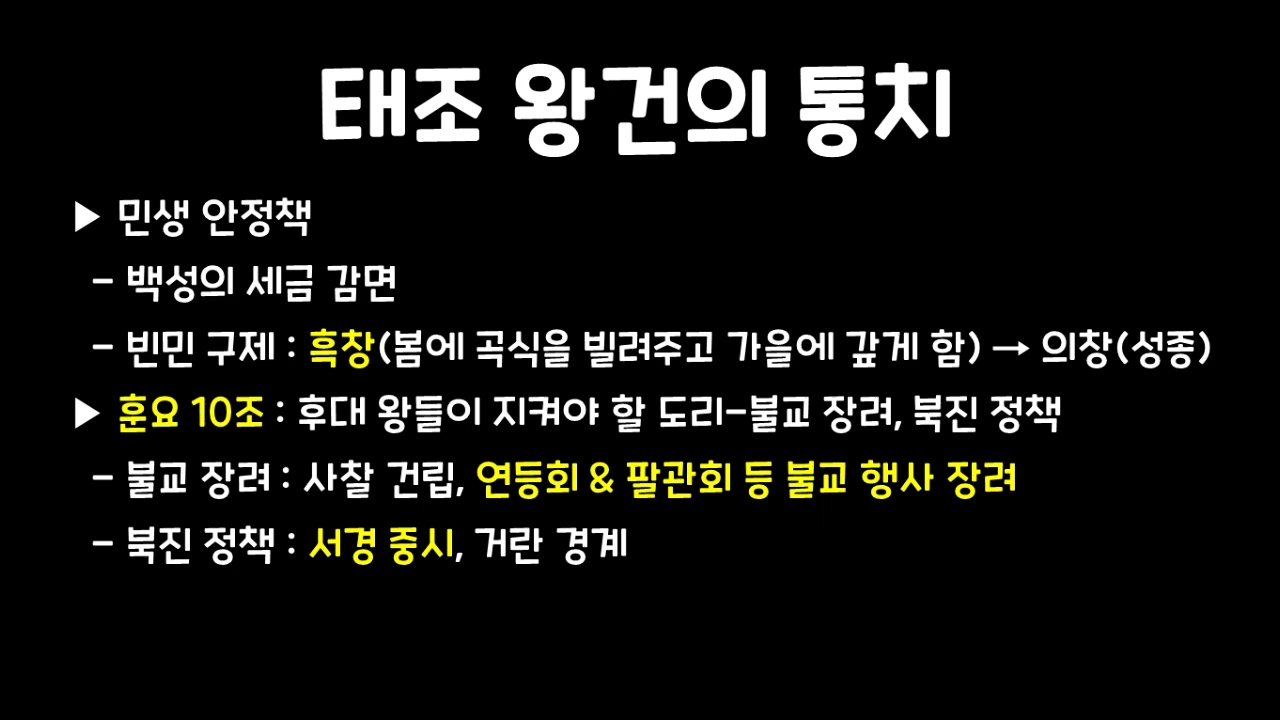 태조 왕건의 통치
▶ 민생 안정책
- 백성의 세금 감면
- 빈민 구제 : 흑창(봄에 곡식을 빌려주고 가을에 갚게 함) → 의창(성종)
▶ 훈요 10조 : 후대 왕들이 지켜야 할 도리-불교 장려, 북진 정책
- 불교 장려 : 사찰 건립, 연등회 & 팔관회 등 불교 행사 장려
- 북진 정책 : 서경 중시, 거란 경계